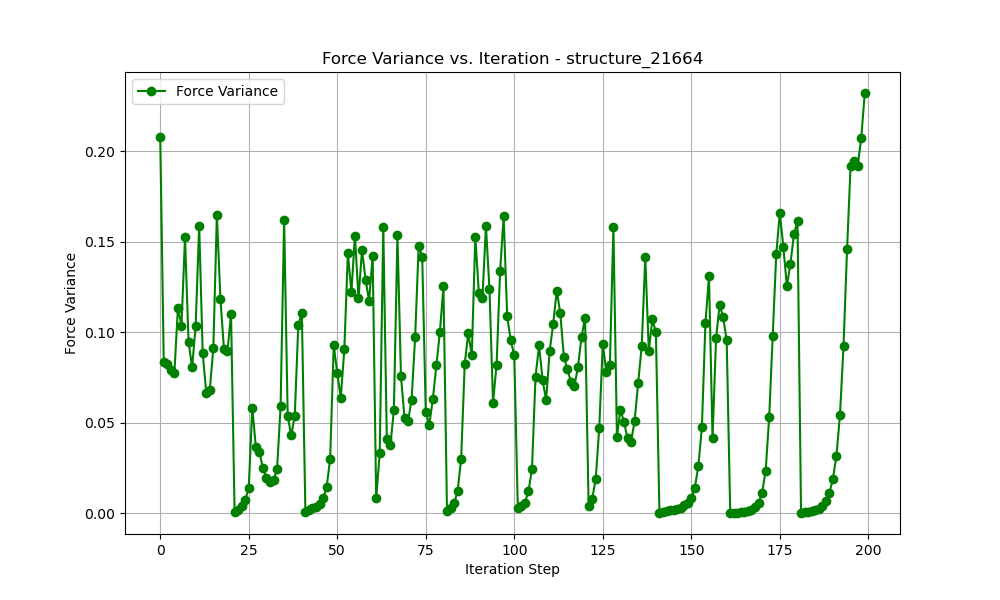 Force Variance vs. Iteration - structure_21664
Force Variance
Force Variance
0.20
0.15
0.10
0.05
0.00
0 25 50 75 100 125 150 175 200
Iteration Step